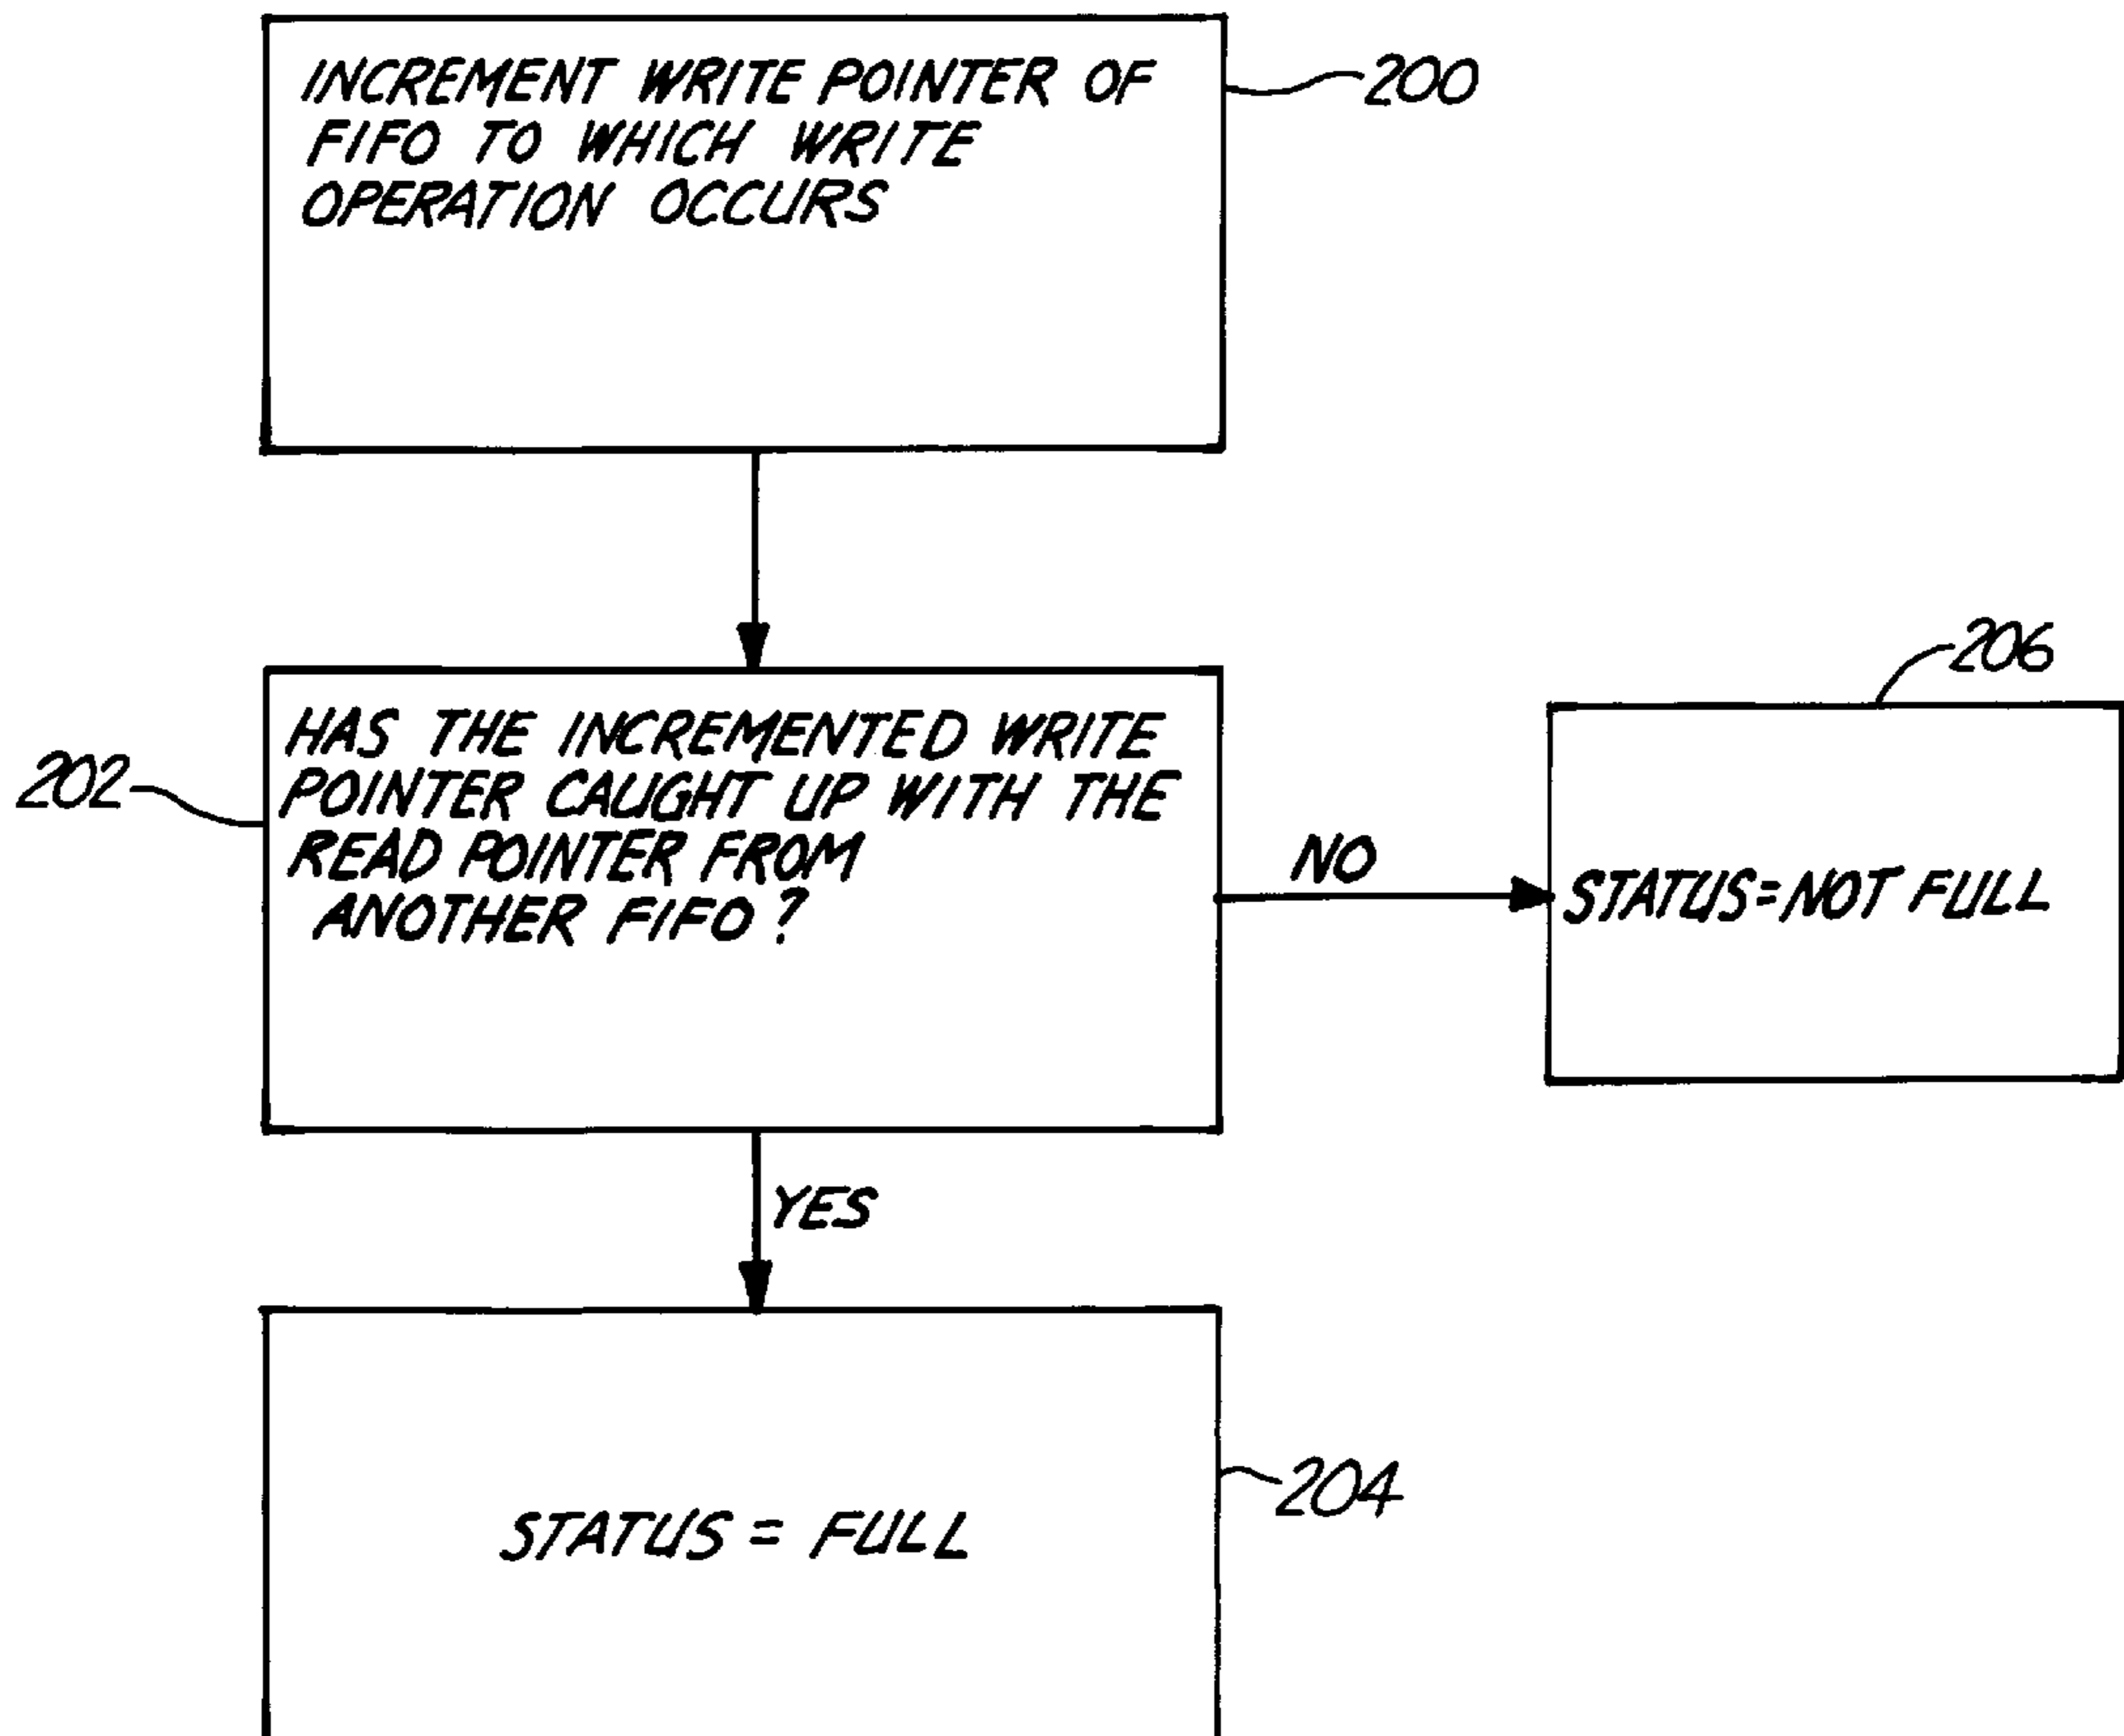 INCREMENT WRITE POINTER OF
FIFO TO WHICH WRITE
OPERATION OCCURS
200
HAS THE INCREMENTED WRITE
POINTER CAUGHT UP WITH THE
READ POINTER FROM
ANOTHER FIFO?
202
NO
206
STATUS=NOT FULL
YES
STATUS = FULL
204